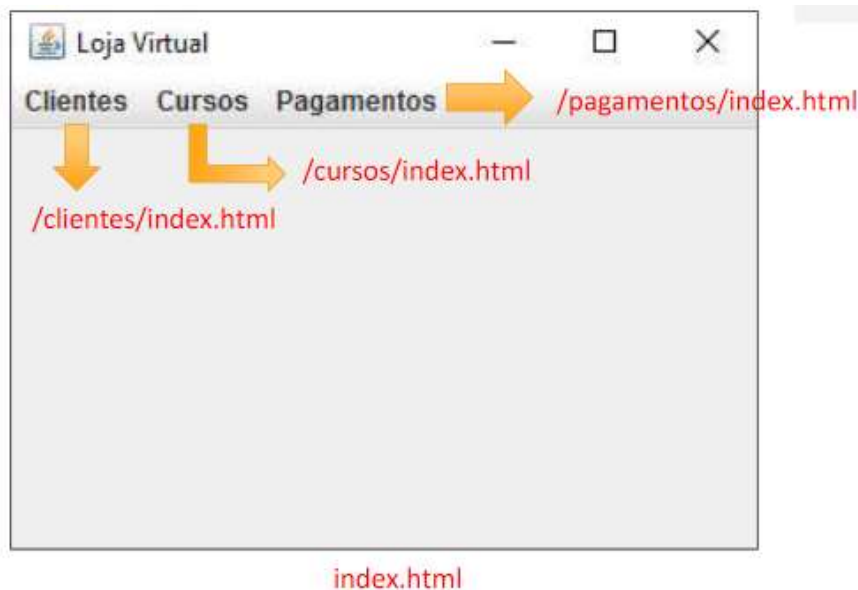 Loja Virtual
Clientes Cursos Pagamentos /pagamentos/index.html
/cursos/index.html
/clientes/index.html
index.html